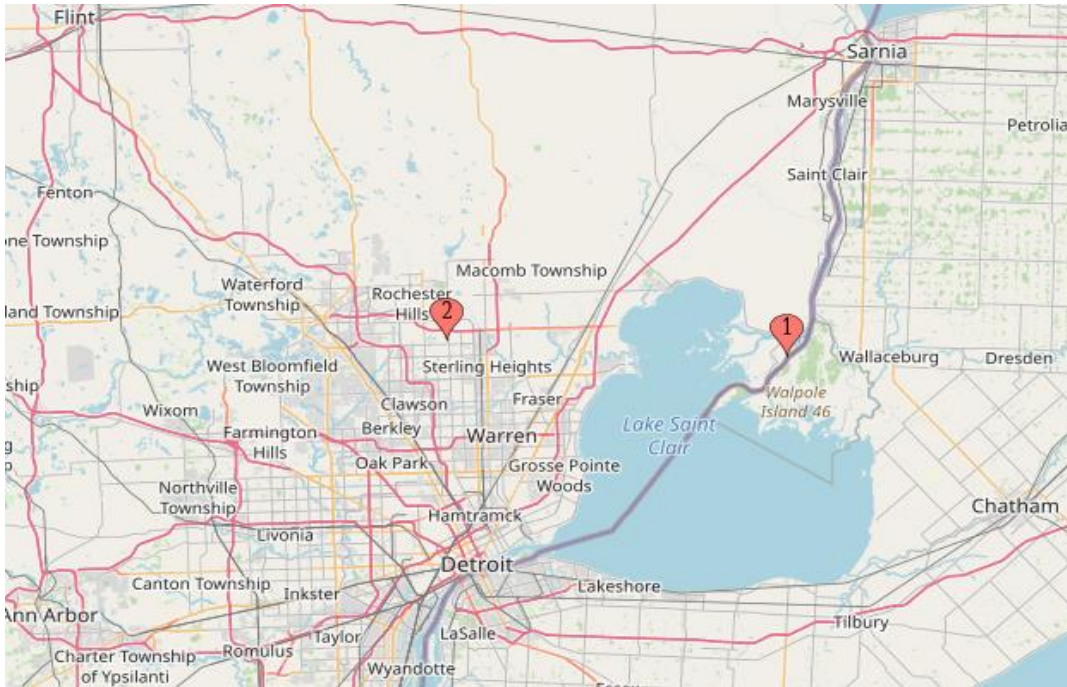 Flint
Sarnia
Marysville
Petrolia
Saint Clair
Fenton
one Township
Macomb Township
Waterford
Township
Rochester
Hills
land Township
2
1
West Bloomfield
Township
Sterling Heights
Wallaceburg
Dresden
ship
Wixom
Clawson
Fraser
Walpole
Island 46
Berkley
Farmington
Hills
Warren
Lake Saint
Clair
Oak Park
Grosse Pointe
Woods
Northville
Township
Hamtramck
Chatham
Livonia
Detroit
Canton Township
Inkster
Lakeshore
Ann Arbor
Taylor
LaSalle
Tilbury
Charter Township
of Ypsilanti
Romulus
Wyandotte